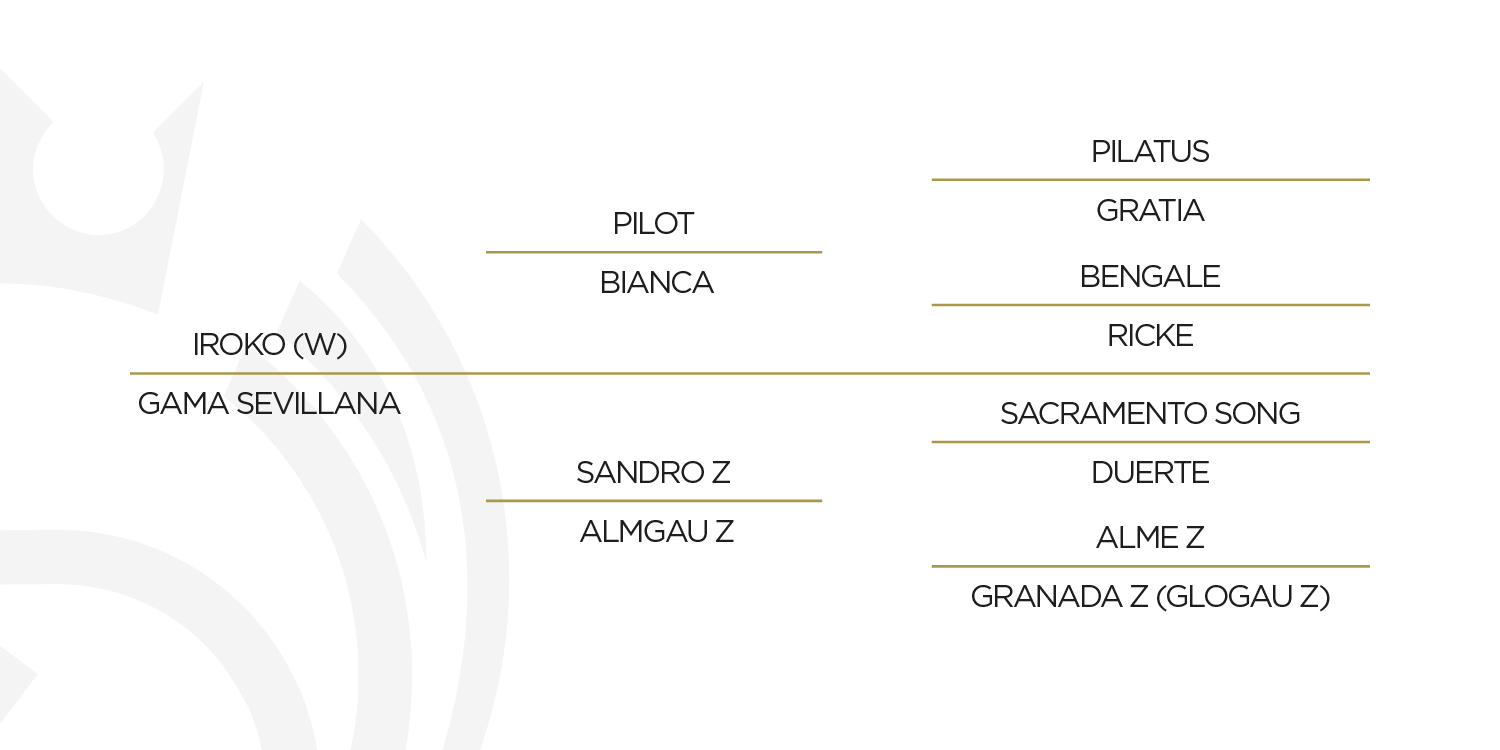 IROKO (W)
GAMA SEVILLANA
PILOT
BIANCA
SANDRO Z
ALMGAU Z
PILATUS
GRATIA
BENGALE
RICKE
SACRAMENTO SONG
DUERTE
ALME Z
GRANADA Z (GLOGAU Z)